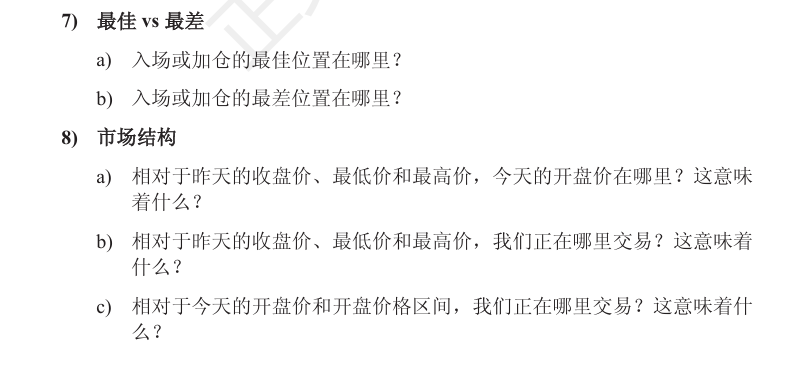 7) 最佳 vs 最差
a) 入场或加仓的最佳位置在哪里？
b) 入场或加仓的最差位置在哪里？
8) 市场结构
a) 相对于昨天的收盘价、最低价和最高价，今天的开盘价在哪里？这意味
着什么？
b) 相对于昨天的收盘价、最低价和最高价，我们正在哪里交易？这意味着
什么？
c) 相对于今天的开盘价和开盘价格区间，我们正在哪里交易？这意味着什
么？